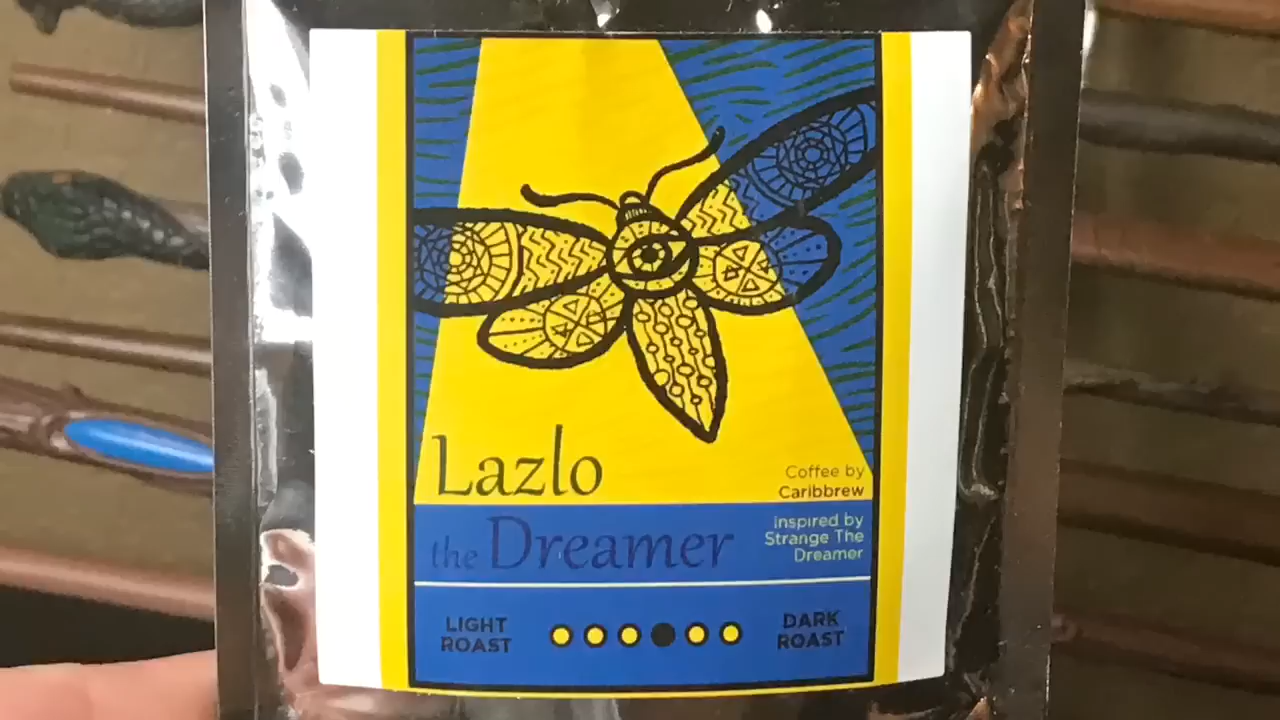 Lazlo
Coffee by
Caribbrew
the Dreamer
Inspired by
Strange The
Dreamer
LIGHT
ROAST
DARK
ROAST